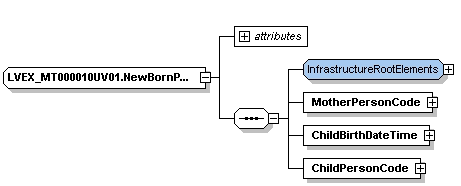 attributes
InfrastructureRootElements
LVEX_MT000010UV01.NewBornP...
MotherPersonCode
ChildBirthDateTime
ChildPersonCode